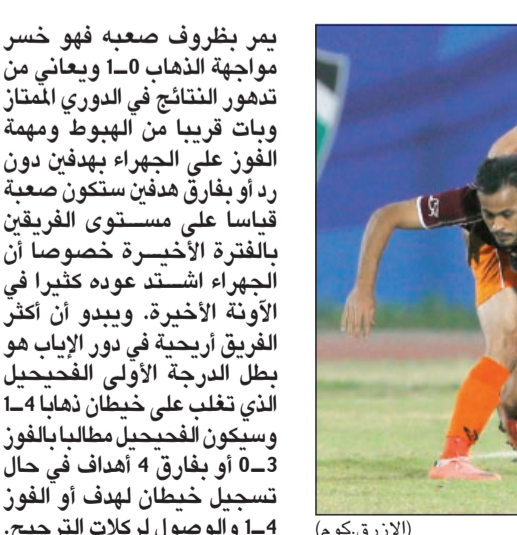 يمر بظروف صعبه فهو خسر
مواجهة الذهاب 0ـ1 ويعاني من
تدهور النتائج في الدوري الممتاز
وبات قريبا من الهبوط ومهمة
الفوز على الجهراء بهدفين دون
رد أو بفارق هدفين ستكون صعبة
قياسا على مستوى الفريقين
بالفترة الأخيرة خصوصا أن
الجهراء اشتد عوده كثيرا في
الآونة الأخيرة. ويبدو أن أكثر
الفريق أريحية في دور الإياب هو
بطل الدرجة الأولى الفحيحيل
الذي تغلب على خيطان ذهابا 4ـ1
وسيكون الفحيحيل مطالبا بالفوز
3ـ0 أو بفارق 4 أهداف في حال
تسجيل خيطان لهدف أو الفوز
4ـ1 والوصول لركلات الترجيح.
(الازرق.كوم)